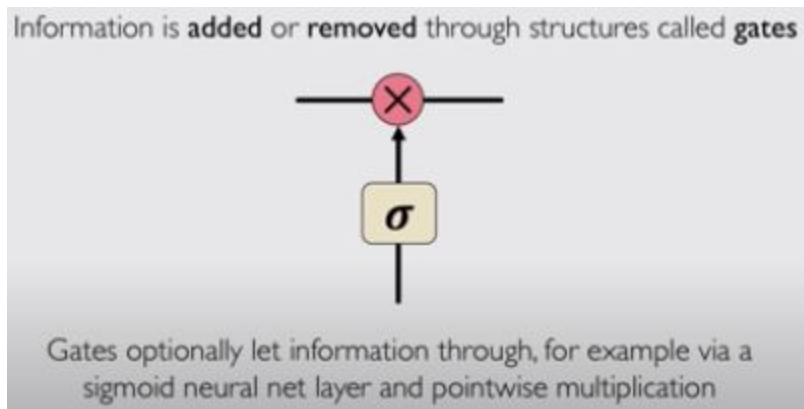 Information is added or removed through structures called gates
σ
Gates optionally let information through, for example via a
sigmoid neural net layer and pointwise multiplication